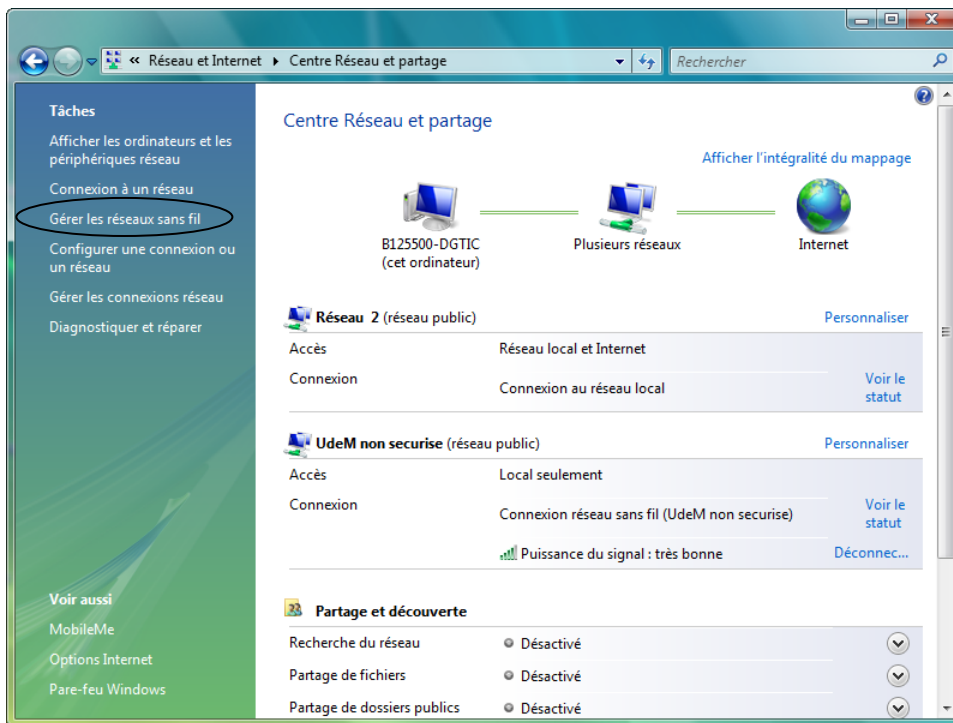 « Réseau et Internet ▸ Centre Réseau et partage
Rechercher
Tâches
Afficher les ordinateurs et les
périphériques réseau
Connexion à un réseau
Gérer les réseaux sans fil
Configurer une connexion ou
un réseau
Gérer les connexions réseau
Diagnostiquer et réparer
Voir aussi
MobileMe
Options Internet
Pare-feu Windows
Centre Réseau et partage
Afficher l'intégralité du mappage
B125500-DGTIC
(cet ordinateur)
Plusieurs réseaux
Internet
Réseau 2 (réseau public)
Personnaliser
Accès
Réseau local et Internet
Connexion
Connexion au réseau local
Voir le
statut
UdeM non securise (réseau public)
Personnaliser
Accès
Local seulement
Connexion
Connexion réseau sans fil (UdeM non securise)
Voir le
statut
Puissance du signal : très bonne
Déconnec...
Partage et découverte
Recherche du réseau
Désactivé
Partage de fichiers
Désactivé
Partage de dossiers publics
Désactivé